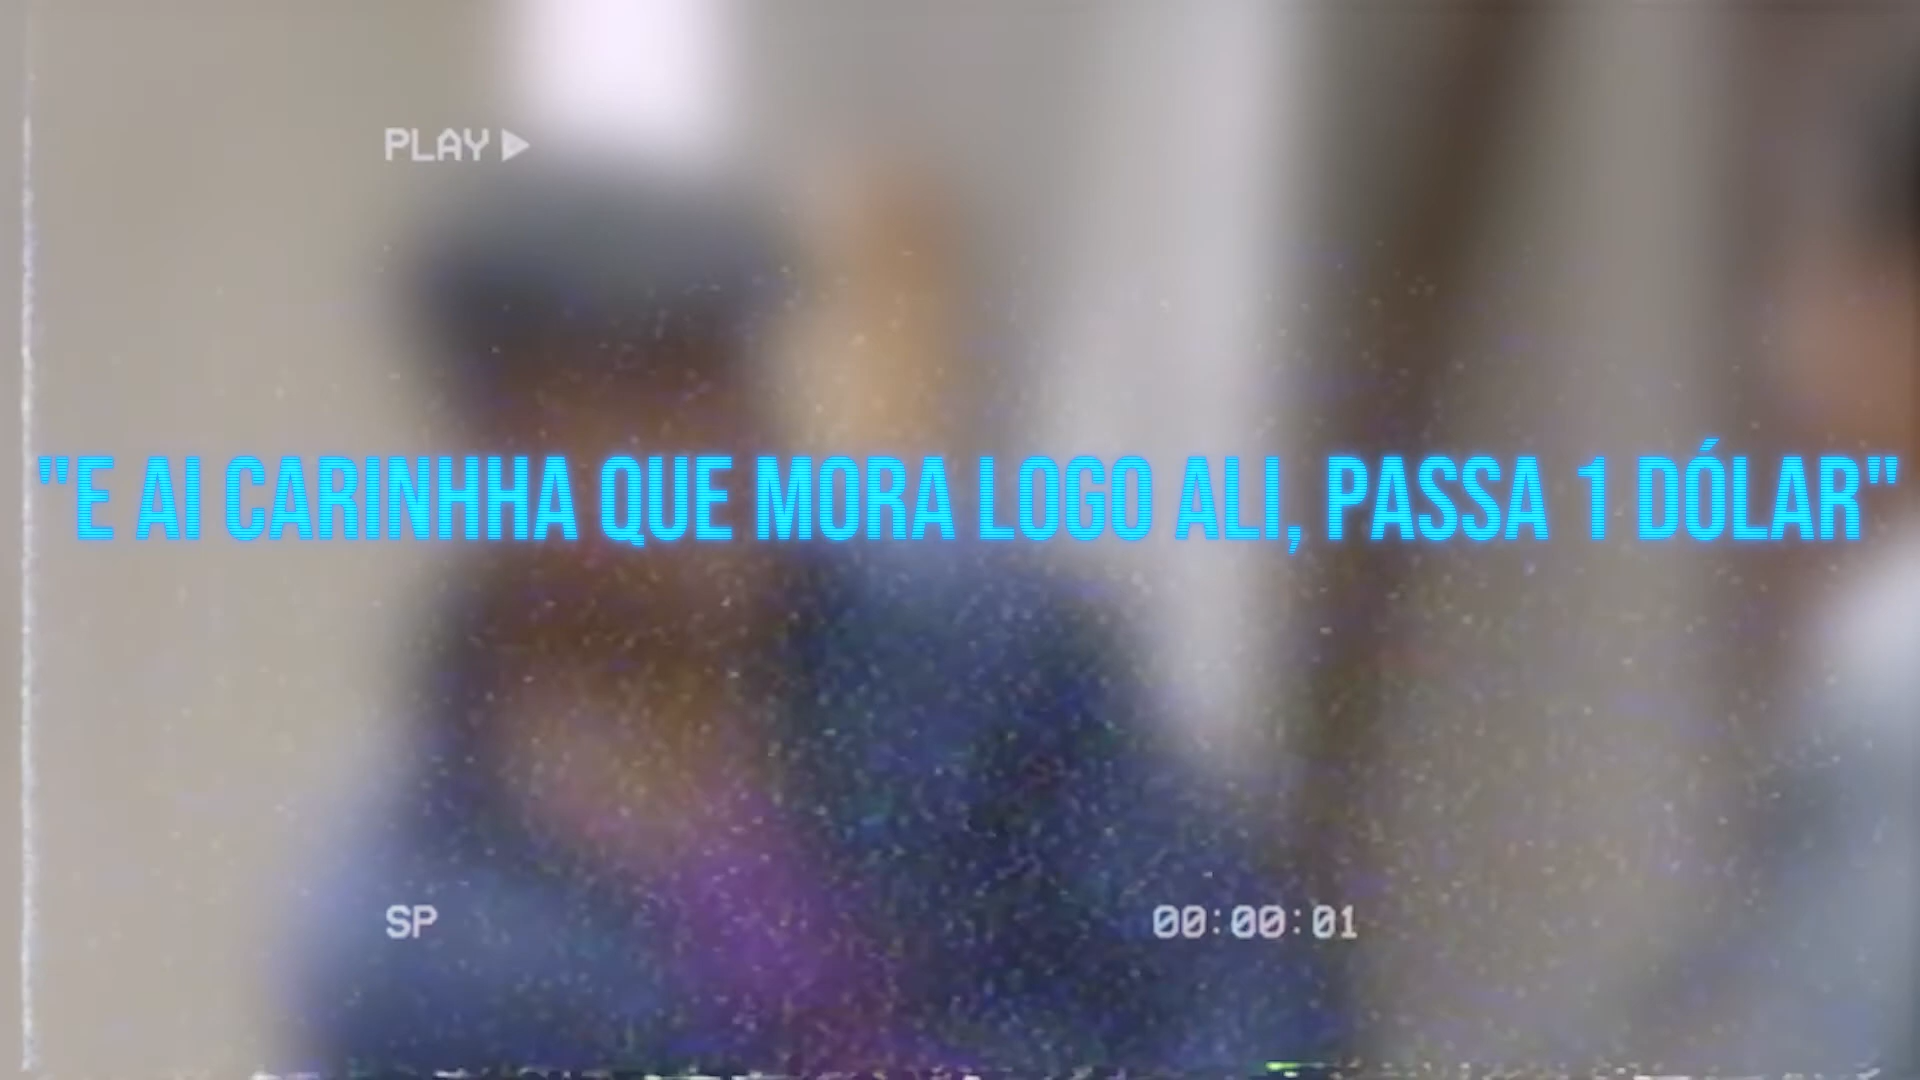 PLAY ▶
"E AI CARINHHA QUE MORA LOGO ALI, PASSA 1 DÓLAR"
SP
00:00:01